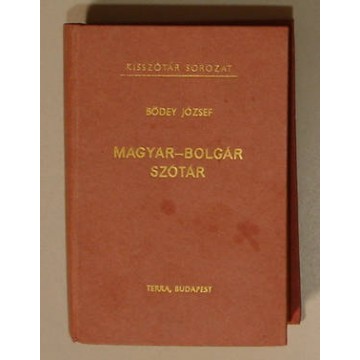 KISSZÓTÁR SOROZAT
BÖDEY JÓZSEF
MAGYAR–BOLGÁR
SZÓTÁR
TERRA, BUDAPEST